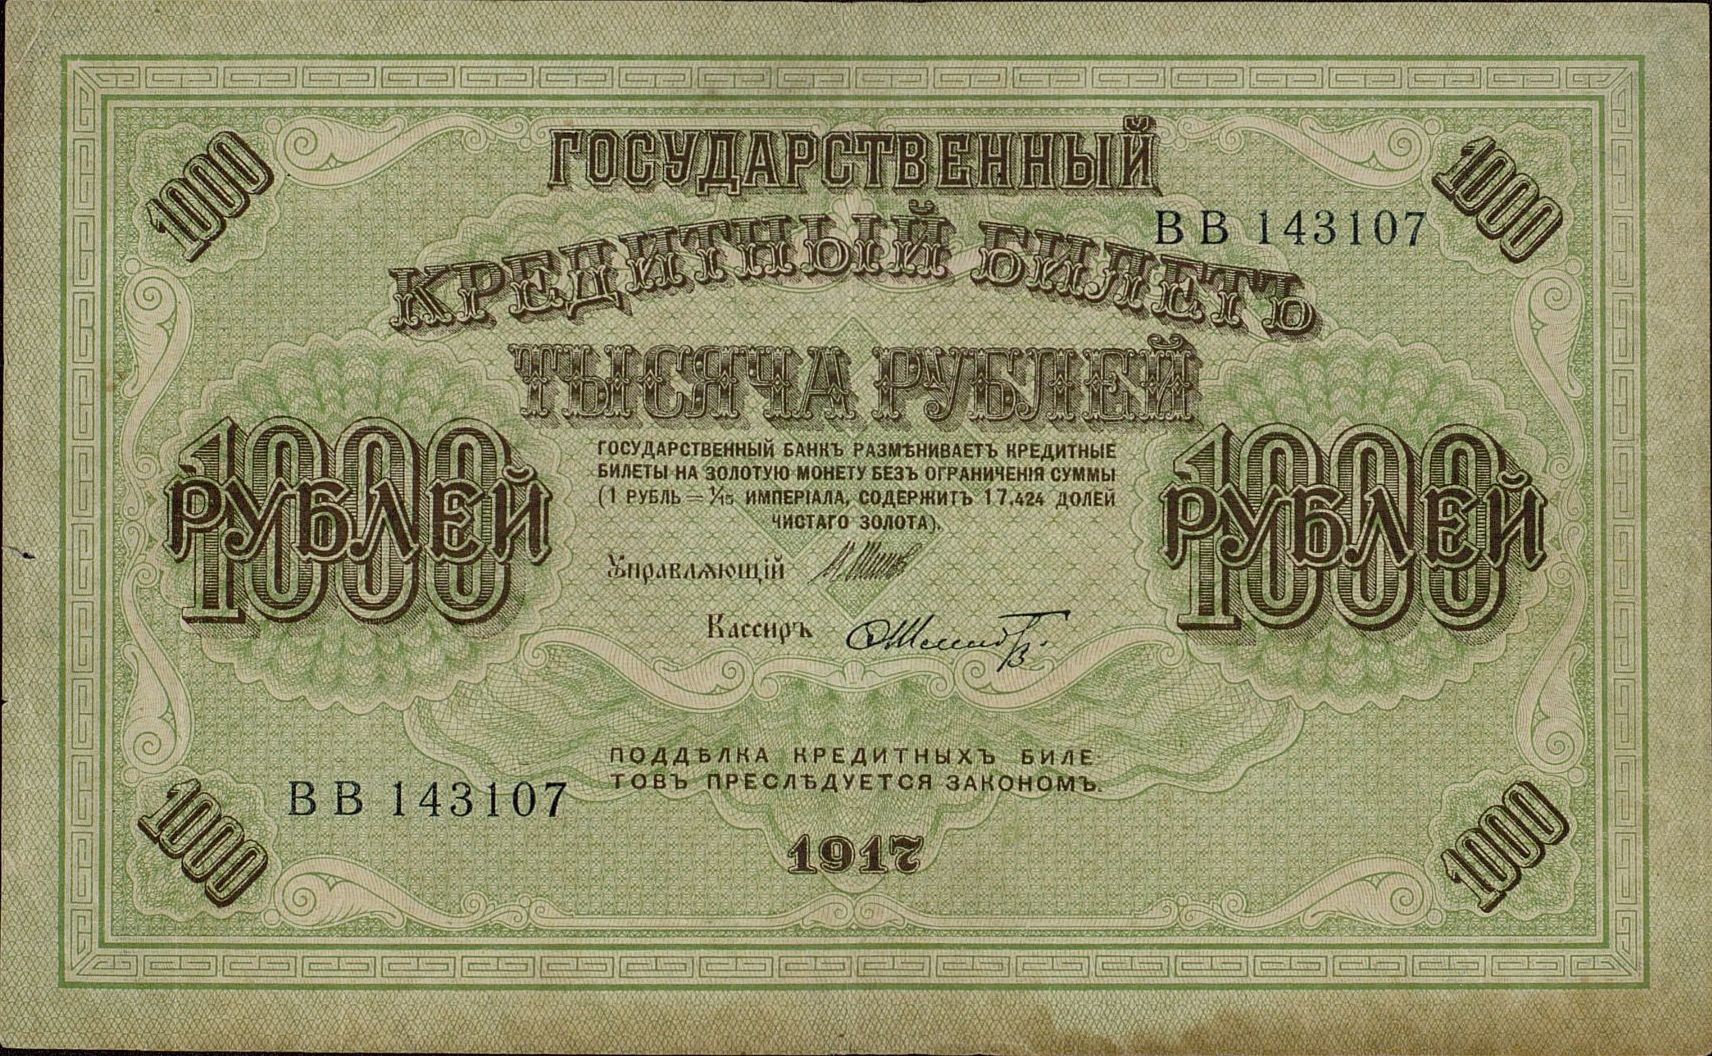 1000
1000
ГОСУДАРСТВЕННЫЙ
ВВ 143107
КРЕДИТНЫЙ БИЛЕТЪ
ТЫСЯЧА РУБЛЕЙ
1000
РУБЛЕЙ
1000
РУБЛЕЙ
ГОСУДАРСТВЕННЫЙ БАНКЪ РАЗМѢНИВАЕТЪ КРЕДИТНЫЕ
БИЛЕТЫ НА ЗОЛОТУЮ МОНЕТУ БЕЗЪ ОГРАНИЧЕНІЯ СУММЫ
(1 РУБЛЬ = 1/15 ИМПЕРІАЛА, СОДЕРЖИТЪ 17,424 ДОЛЕЙ
ЧИСТАГО ЗОЛОТА).
Управляющій
Кассиръ
ПОДДѢЛКА КРЕДИТНЫХЪ БИЛЕ-
ТОВЪ ПРЕСЛѢДУЕТСЯ ЗАКОНОМЪ.
ВВ 143107
1917
1000
1000